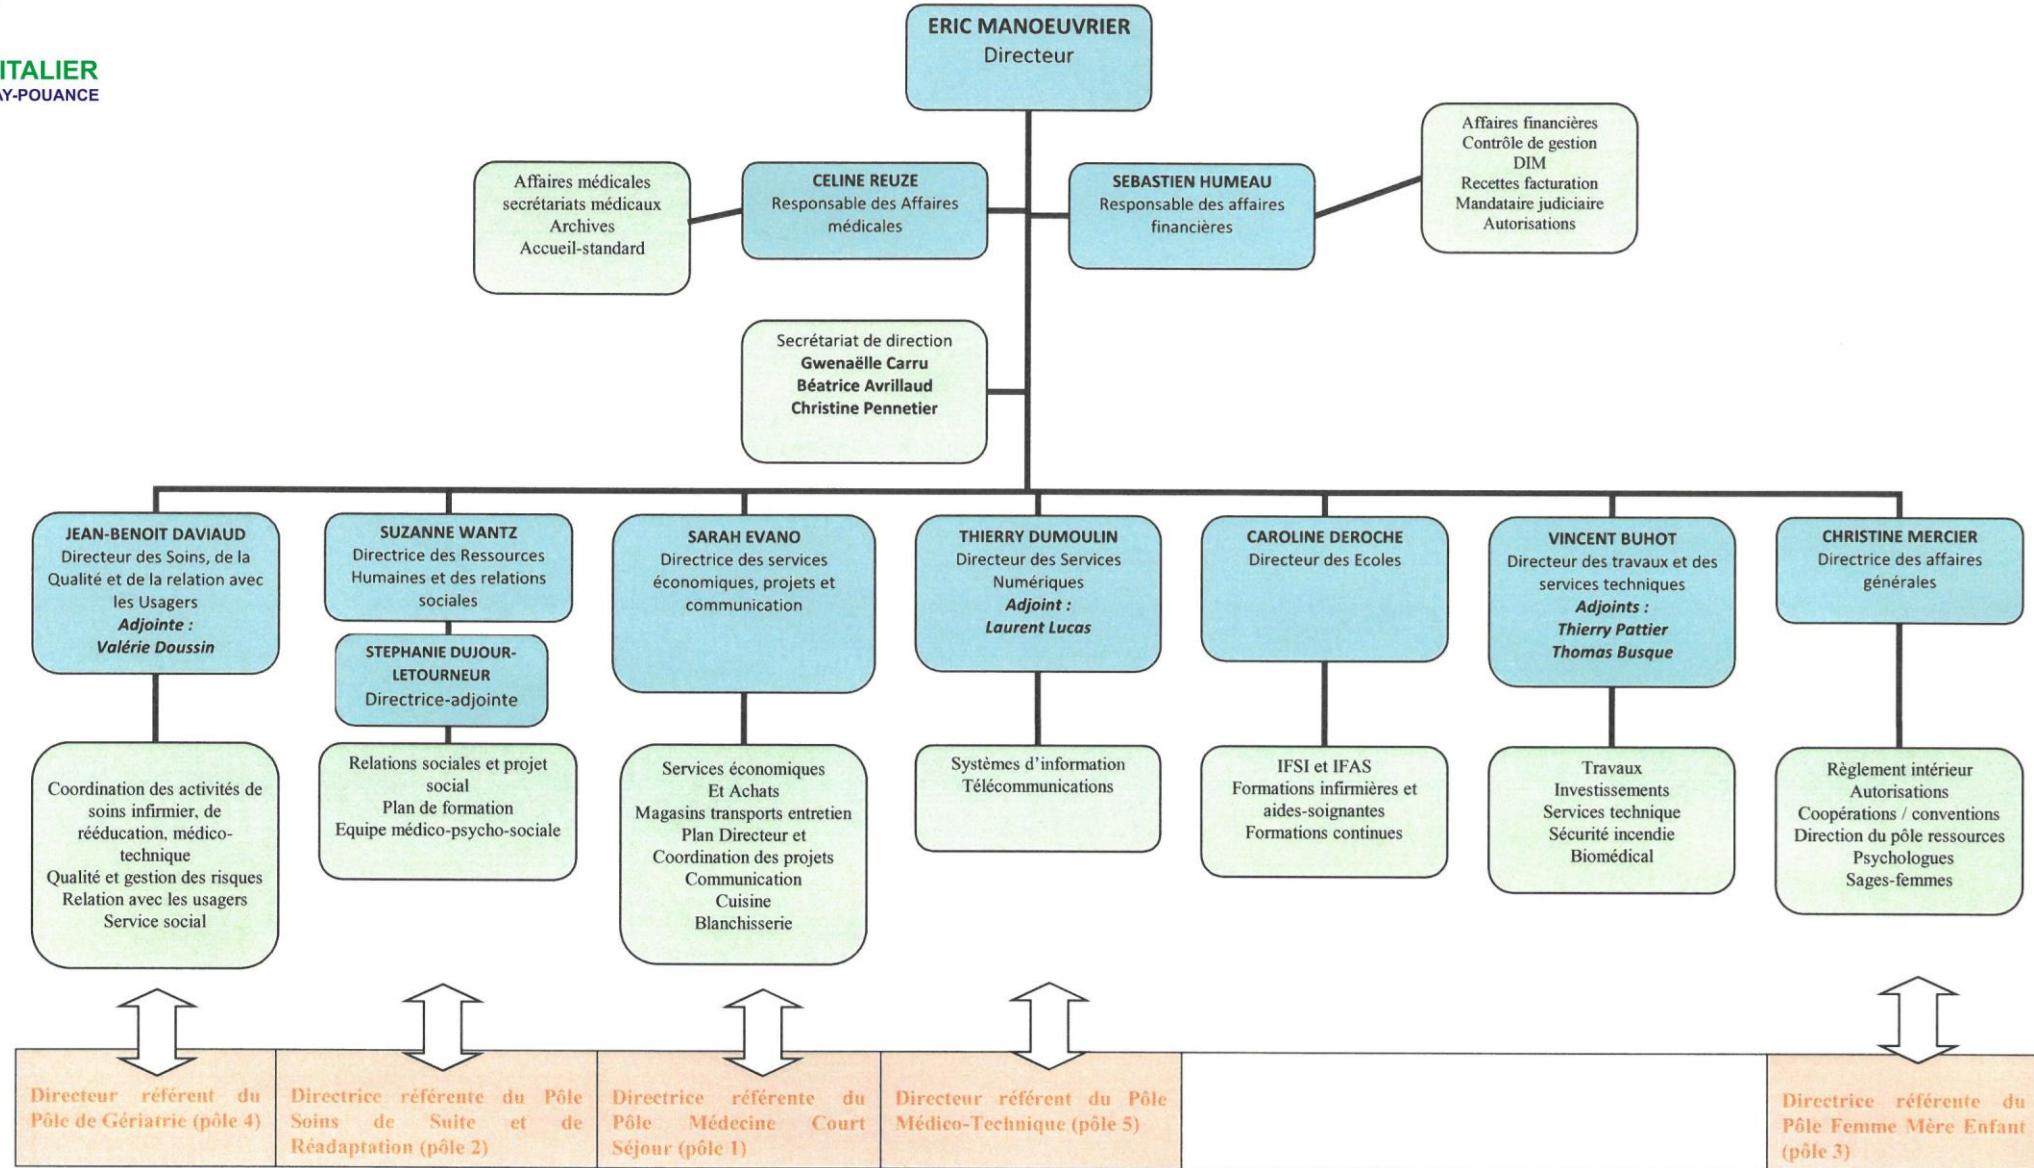 ITALIER
AY-POUANCE
ERIC MANOEUVRIER
Directeur
Affaires médicales
secrétariats médicaux
Archives
Accueil-standard
CELINE REUZE
Responsable des Affaires
médicales
SEBASTIEN HUMEAU
Responsable des affaires
financières
Affaires financières
Contrôle de gestion
DIM
Recettes facturation
Mandataire judiciaire
Autorisations
Secrétariat de direction
Gwenaëlle Carru
Béatrice Avrillaud
Christine Pennetier
JEAN-BENOIT DAVIAUD
Directeur des Soins, de la
Qualité et de la relation avec
les Usagers
Adjointe :
Valérie Doussin
SUZANNE WANTZ
Directrice des Ressources
Humaines et des relations
sociales
STEPHANIE DUJOUR-
LETOURNEUR
Directrice-adjointe
SARAH EVANO
Directrice des services
économiques, projets et
communication
THIERRY DUMOULIN
Directeur des Services
Numériques
Adjoint :
Laurent Lucas
CAROLINE DEROCHE
Directeur des Ecoles
VINCENT BUHOT
Directeur des travaux et des
services techniques
Adjoints :
Thierry Pattier
Thomas Busque
CHRISTINE MERCIER
Directrice des affaires
générales
Coordination des activités de
soins infirmier, de
rééducation, médico-
technique
Qualité et gestion des risques
Relation avec les usagers
Service social
Relations sociales et projet
social
Plan de formation
Equipe médico-psycho-sociale
Services économiques
Et Achats
Magasins transports entretien
Plan Directeur et
Coordination des projets
Communication
Cuisine
Blanchisserie
Systèmes d'information
Télécommunications
IFSI et IFAS
Formations infirmières et
aides-soignantes
Formations continues
Travaux
Investissements
Services technique
Sécurité incendie
Biomédical
Règlement intérieur
Autorisations
Coopérations / conventions
Direction du pôle ressources
Psychologues
Sages-femmes
Directeur référent du
Pôle de Gériatrie (pôle 4)
Directrice référente du Pôle
Soins de Suite et de
Réadaptation (pôle 2)
Directrice référente du
Pôle Médecine Court
Séjour (pôle 1)
Directeur référent du Pôle
Médico-Technique (pôle 5)
Directrice référente du
Pôle Femme Mère Enfant
(pôle 3)